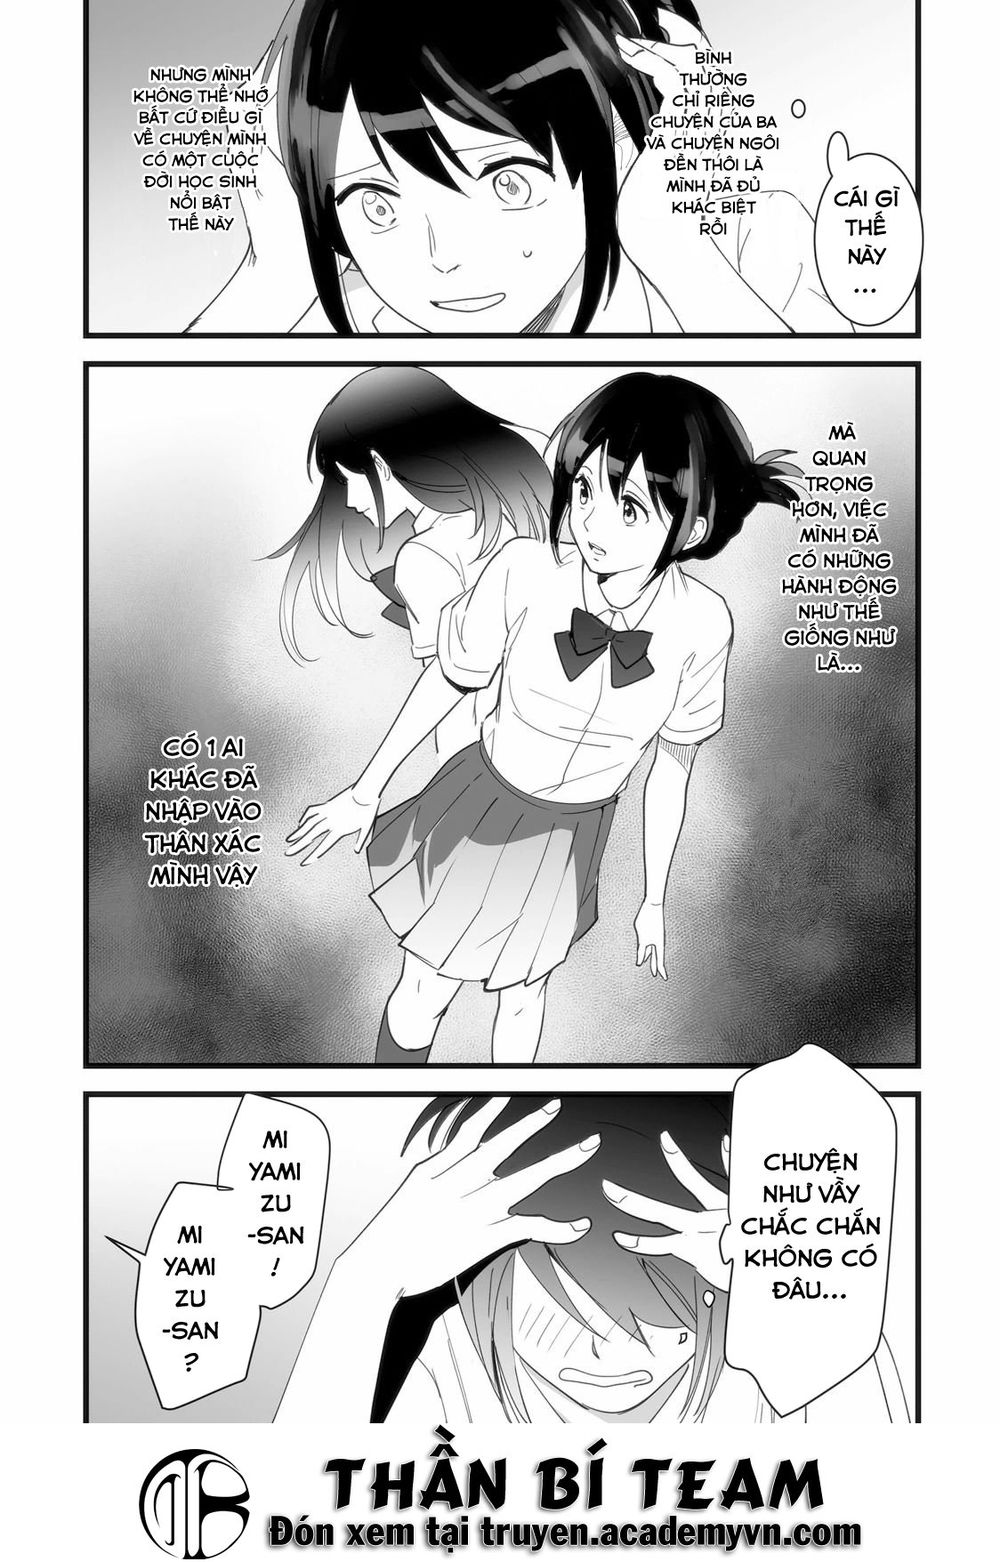 CÁI GÌ
THẾ
NÀY
...
BÌNH
THƯỜNG
CHỈ RIÊNG
CHUYỆN CỦA BA
VÀ CHUYỆN NGÔI
ĐỀN THÔI LÀ
MÌNH ĐÃ ĐỦ
KHÁC BIỆT
RỒI
NHƯNG MÌNH
KHÔNG THỂ NHỚ
BẤT CỨ ĐIỀU GÌ
VỀ CHUYỆN MÌNH
CÓ MỘT CUỘC
ĐỜI HỌC SINH
NỔI BẬT
THẾ NÀY
MÀ
QUAN
TRỌNG
HƠN, VIỆC
MÌNH ĐÃ
CÓ NHỮNG
HÀNH ĐỘNG
NHƯ THẾ
GIỐNG NHƯ
LÀ...
CÓ 1 AI
KHÁC ĐÃ
NHẬP VÀO
THÂN XÁC
MÌNH VẬY
CHUYỆN
NHƯ VẦY
CHẮC CHẮN
KHÔNG CÓ
ĐÂU...
MI
YAMI
ZU
-SAN
!
MI
YAMI
ZU
-SAN
?
THẦN BÍ TEAM
Đón xem tại truyen.academyvn.com